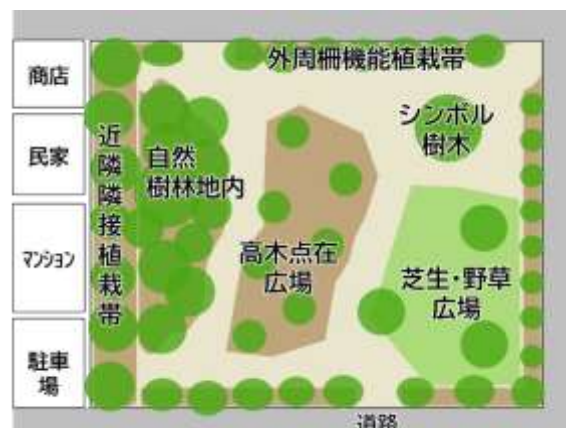 外周柵機能植栽帯
商店
シンボル
樹木
民家
近隣隣接植栽帯
自然
樹林地内
マンション
高木点在
広場
芝生・野草
広場
駐車
場
道路